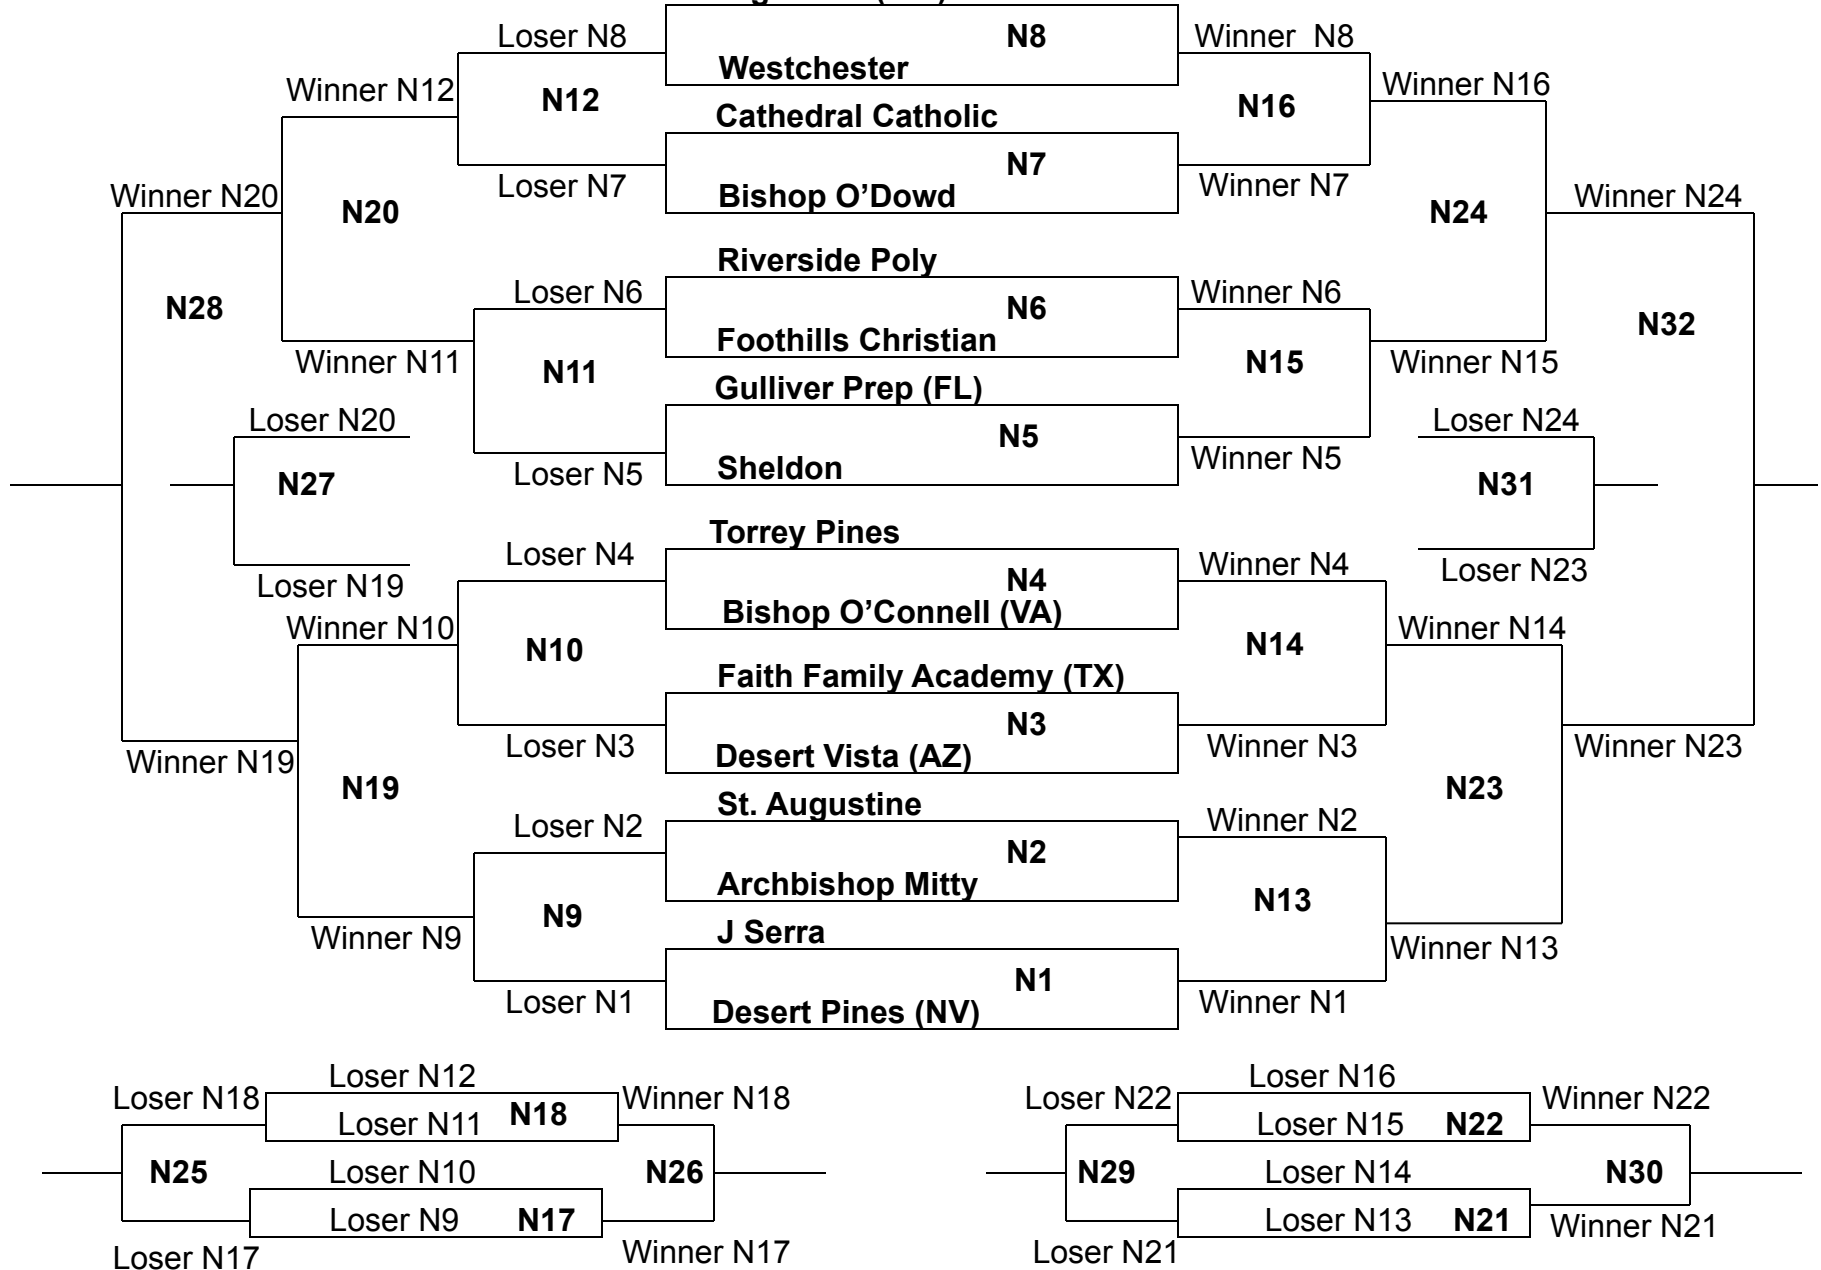 Loser N8
N8
Winner  N8
Westchester
Winner N12
N12
Cathedral Catholic
N16
Winner N16
N7
Loser N7
Bishop O’Dowd
Winner N7
Winner N20
N20
N24
Winner N24
Riverside Poly
Loser N6
N6
Winner N6
N28
Foothills Christian
N32
Winner N11
N11
Gulliver Prep (FL)
N15
Winner N15
Loser N20
N5
Loser N24
Loser N5
Sheldon
Winner N5
N27
N31
Torrey Pines
Loser N4
N4
Winner N4
Loser N19
Bishop O’Connell (VA)
Loser N23
Winner N10
N10
N14
Winner N14
Faith Family Academy (TX)
N3
Loser N3
Desert Vista (AZ)
Winner N3
Winner N19
N19
St. Augustine
N23
Winner N23
Loser N2
N2
Winner N2
Archbishop Mitty
N9
N13
Winner N9
J Serra
Winner N13
N1
Loser N1
Desert Pines (NV)
Winner N1
Loser N12
Loser N18
N18
Winner N18
Loser N11
N25
Loser N10
N26
Loser N9
N17
Loser N17
Winner N17
Loser N16
Loser N22
Winner N22
Loser N15
N22
N29
Loser N14
N30
Loser N13
N21
Loser N21
Winner N21